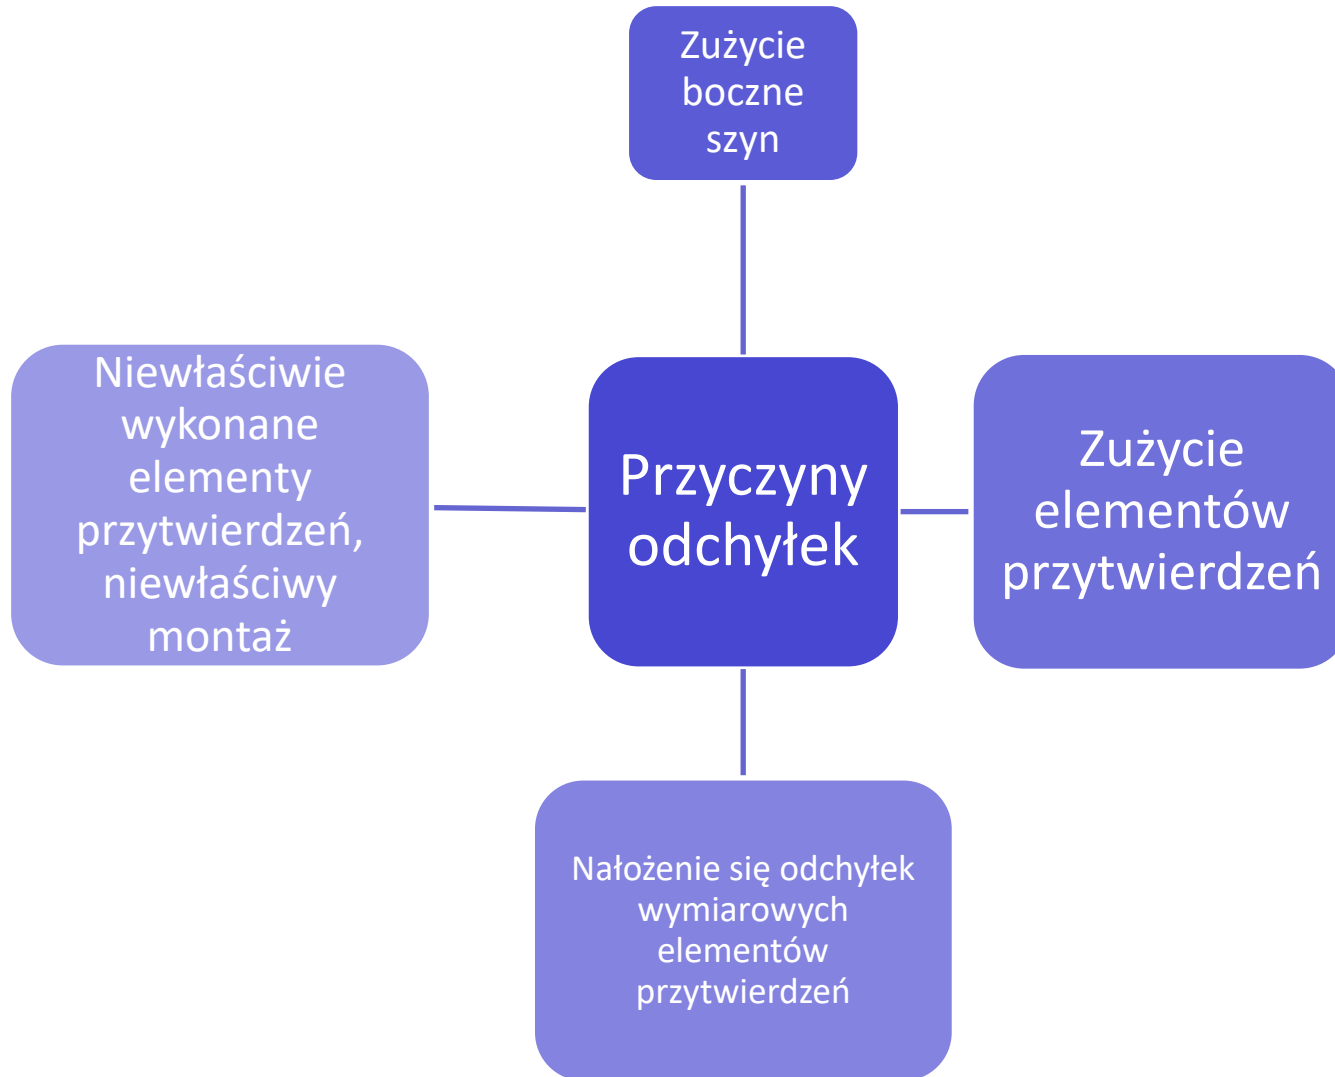 Zużycie
boczne
szyn
Niewłaściwie
wykonane
elementy
przytwierdzeń,
niewłaściwy
montaż
Przyczyny
odchyłek
Zużycie
elementów
przytwierdzeń
Nałożenie się odchyłek
wymiarowych
elementów
przytwierdzeń